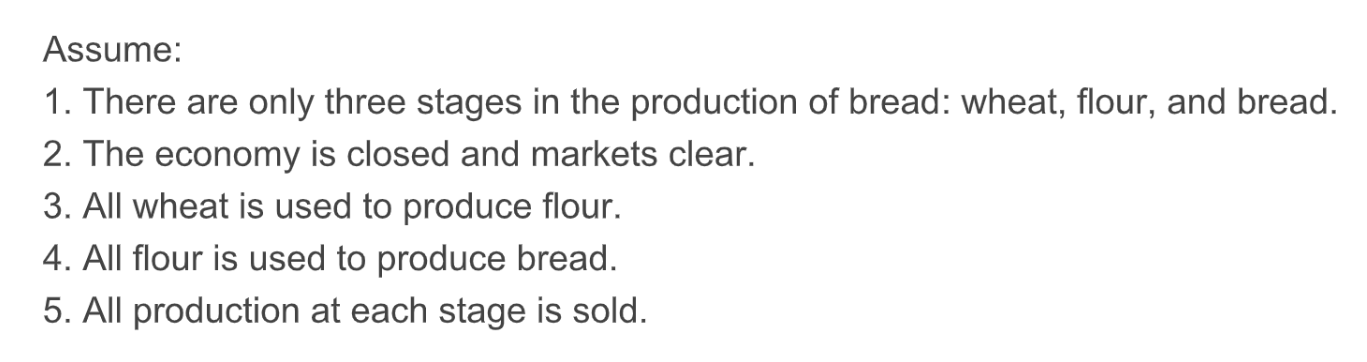 Assume:
1. There are only three stages in the production of bread: wheat, flour, and bread.
2. The economy is closed and markets clear.
3. All wheat is used to produce flour.
4. All flour is used to produce bread.
5. All production at each stage is sold.